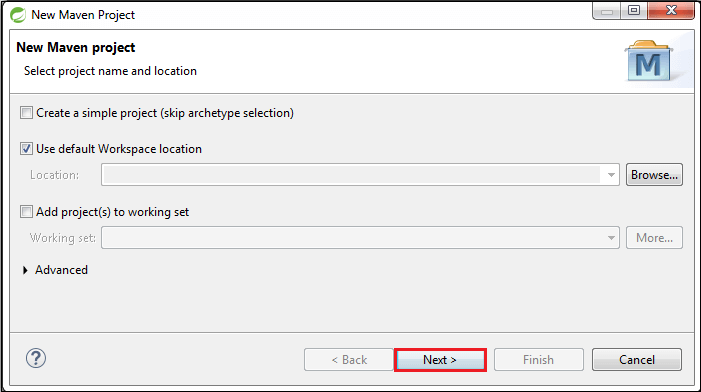 New Maven Project
New Maven project
Select project name and location
M
Create a simple project (skip archetype selection)
Use default Workspace location
Location:
Browse...
Add project(s) to working set
Working set:
More...
Advanced
?
< Back
Next >
Finish
Cancel